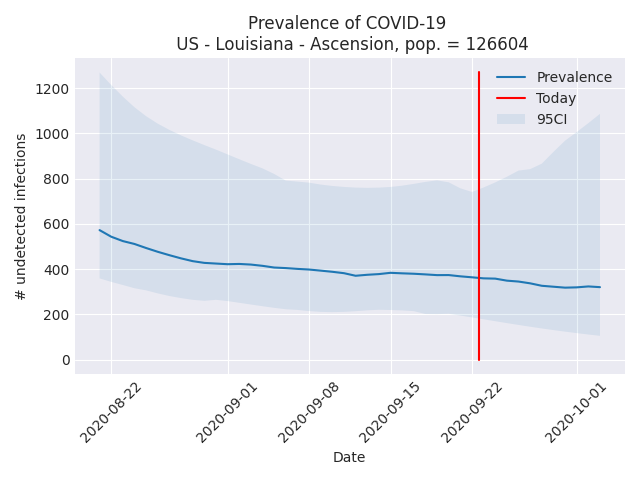 Prevalence of COVID-19
US - Louisiana - Ascension, pop. = 126604
# undetected infections
1200
1000
800
600
400
200
0
Prevalence
Today
95CI
2020-08-22
2020-09-01
2020-09-08
2020-09-15
2020-09-22
2020-10-01
Date